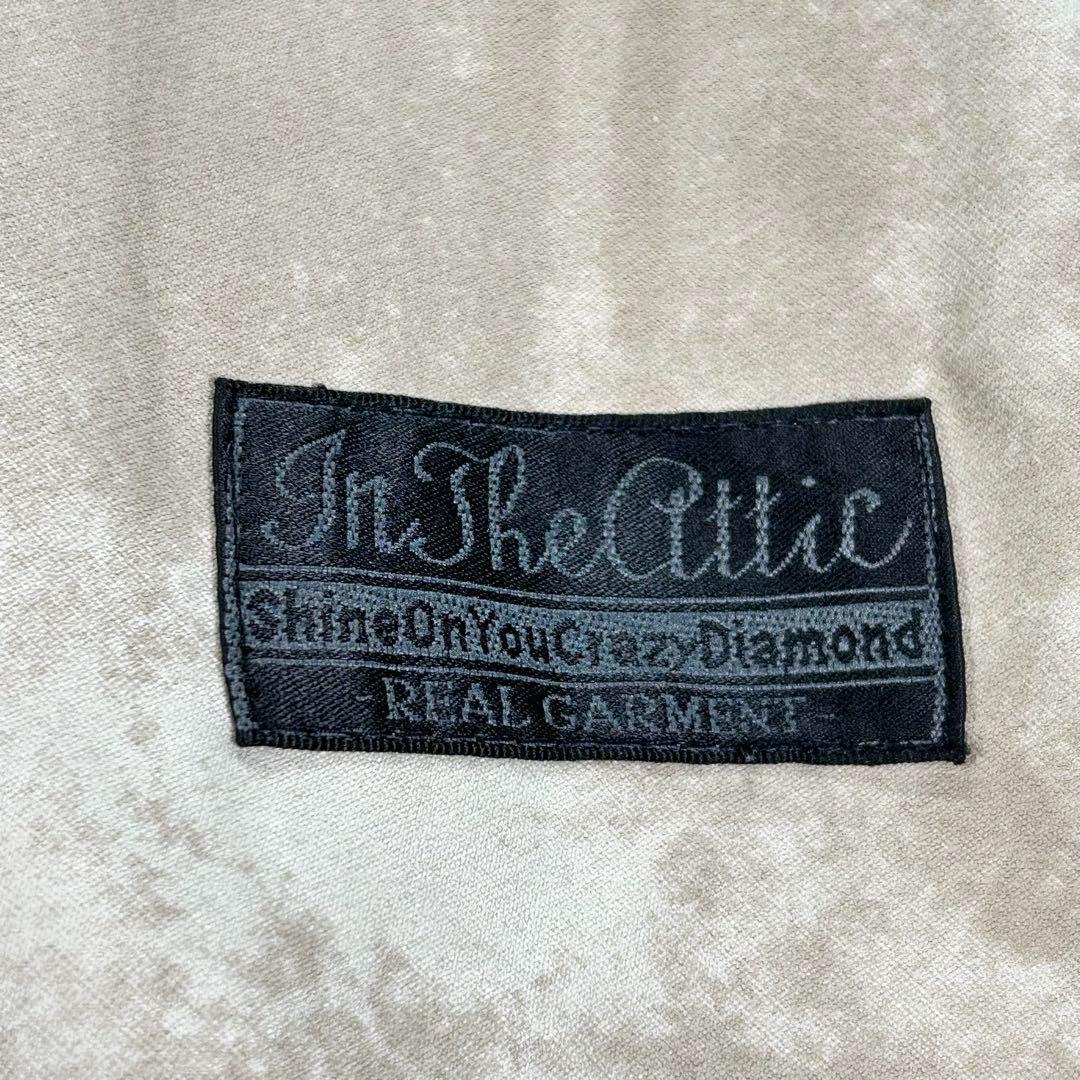 InTheAttic
ShineOnYouCrazyDiamond
- REAL GARMENT -